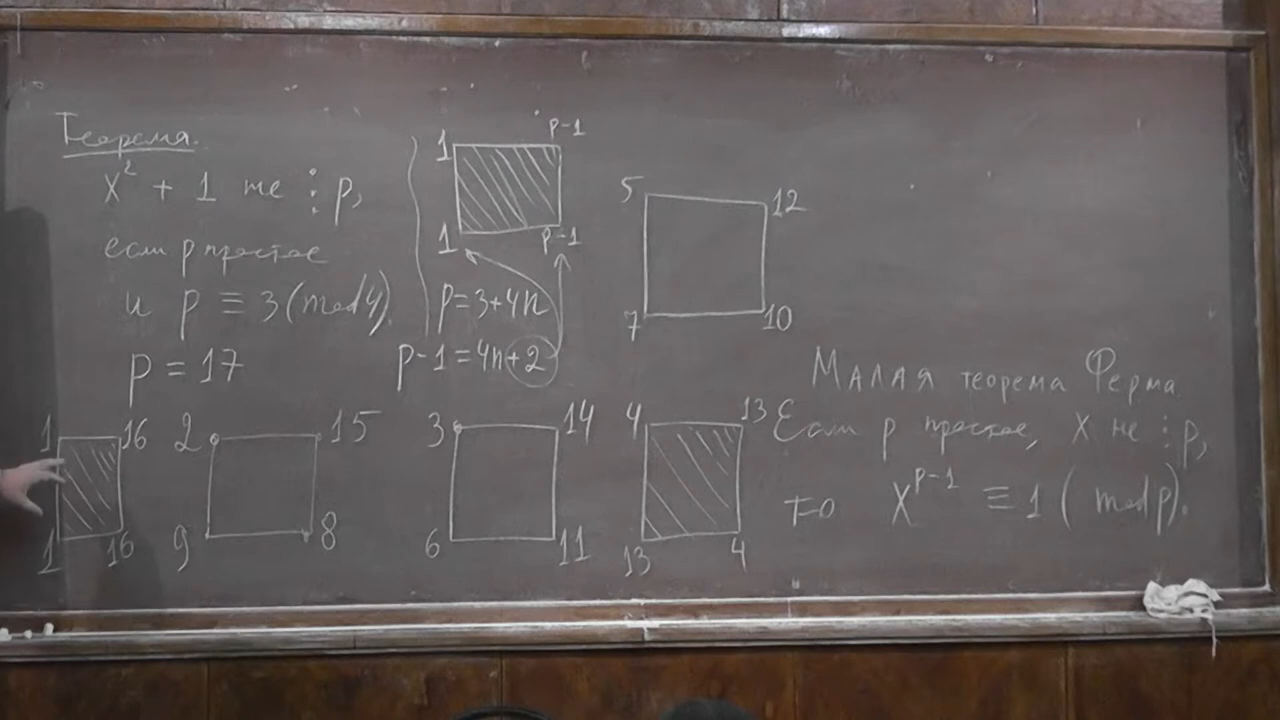 Теорема.
x² + 1 не ⋮ p,
если p простое
и p ≡ 3 (mod 4).
p = 17
1 p-1
1 p-1
p = 3 + 4n
p-1 = 4n + 2
5 12
7 10
1 16
1 16
2 15
9 8
3 14
6 11
4 13
13 4
Малая теорема Ферма
Если p простое, x не ⋮ p,
то x^{p-1} ≡ 1 (mod p).